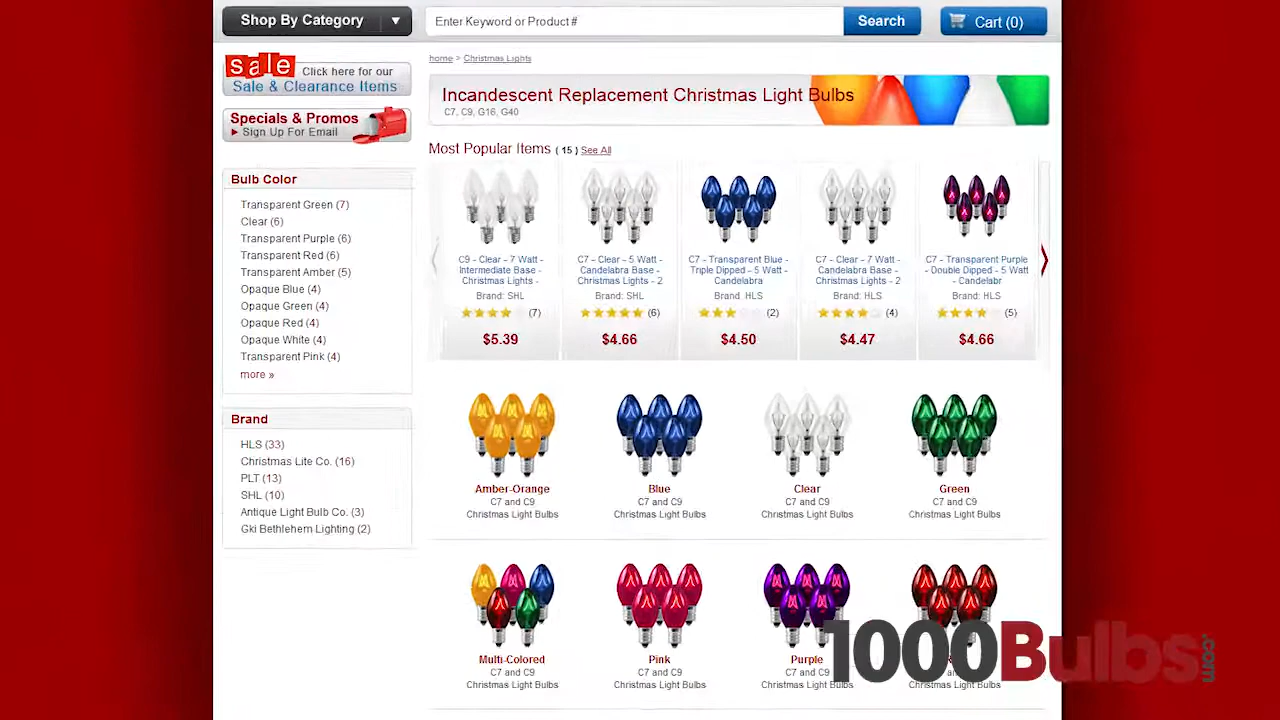 Shop By Category ▼
Enter Keyword or Product #
Search
Cart (0)
sale
Click here for our
Sale & Clearance Items
Specials & Promos
Sign Up For Email
home > Christmas Lights
Incandescent Replacement Christmas Light Bulbs
C7, C9, G16, G40
Bulb Color
Transparent Green (7)
Clear (6)
Transparent Purple (6)
Transparent Red (6)
Transparent Amber (5)
Opaque Blue (4)
Opaque Green (4)
Opaque Red (4)
Opaque White (4)
Transparent Pink (4)
more »
Brand
HLS (33)
Christmas Lite Co. (16)
PLT (13)
SHL (10)
Antique Light Bulb Co. (3)
Gki Bethlehem Lighting (2)
Most Popular Items ( 15 ) See All
C9 - Clear - 7 Watt -
Intermediate Base -
Christmas Lights -
Brand: SHL
(7)
$5.39
C7 - Clear - 5 Watt -
Candelabra Base -
Christmas Lights - 2
Brand: SHL
(6)
$4.66
C7 - Transparent Blue -
Triple Dipped - 5 Watt -
Candelabra
Brand: HLS
(2)
$4.50
C7 - Clear - 7 Watt -
Candelabra Base -
Christmas Lights - 2
Brand: HLS
(4)
$4.47
C7 - Transparent Purple
- Double Dipped - 5 Watt
- Candelabr
Brand: HLS
(5)
$4.66
Amber-Orange
C7 and C9
Christmas Light Bulbs
Blue
C7 and C9
Christmas Light Bulbs
Clear
C7 and C9
Christmas Light Bulbs
Green
C7 and C9
Christmas Light Bulbs
Multi-Colored
C7 and C9
Christmas Light Bulbs
Pink
C7 and C9
Christmas Light Bulbs
Purple
C7 and C9
Christmas Light Bulbs
C7 and C9
Christmas Light Bulbs
1000Bulbs.com